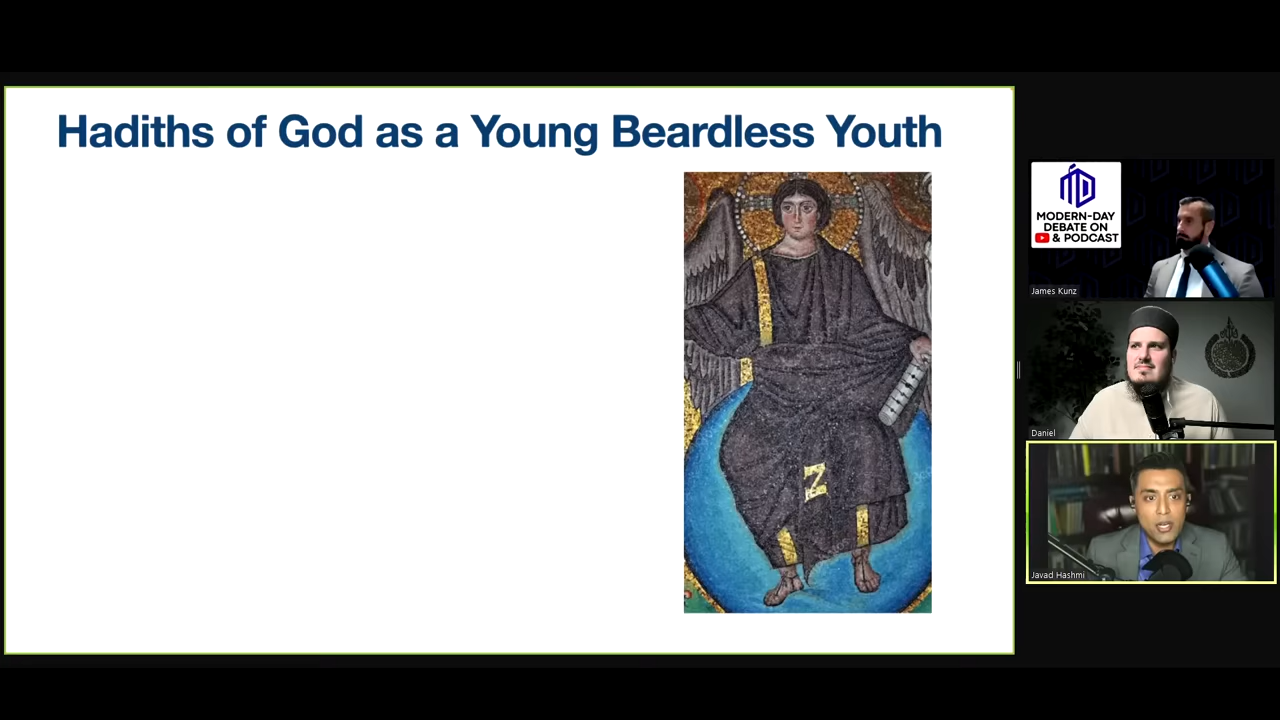 Hadiths of God as a Young Beardless Youth
Z
MODERN-DAY
DEBATE ON
& PODCAST
James Kunz
Daniel
Javad Hashmi